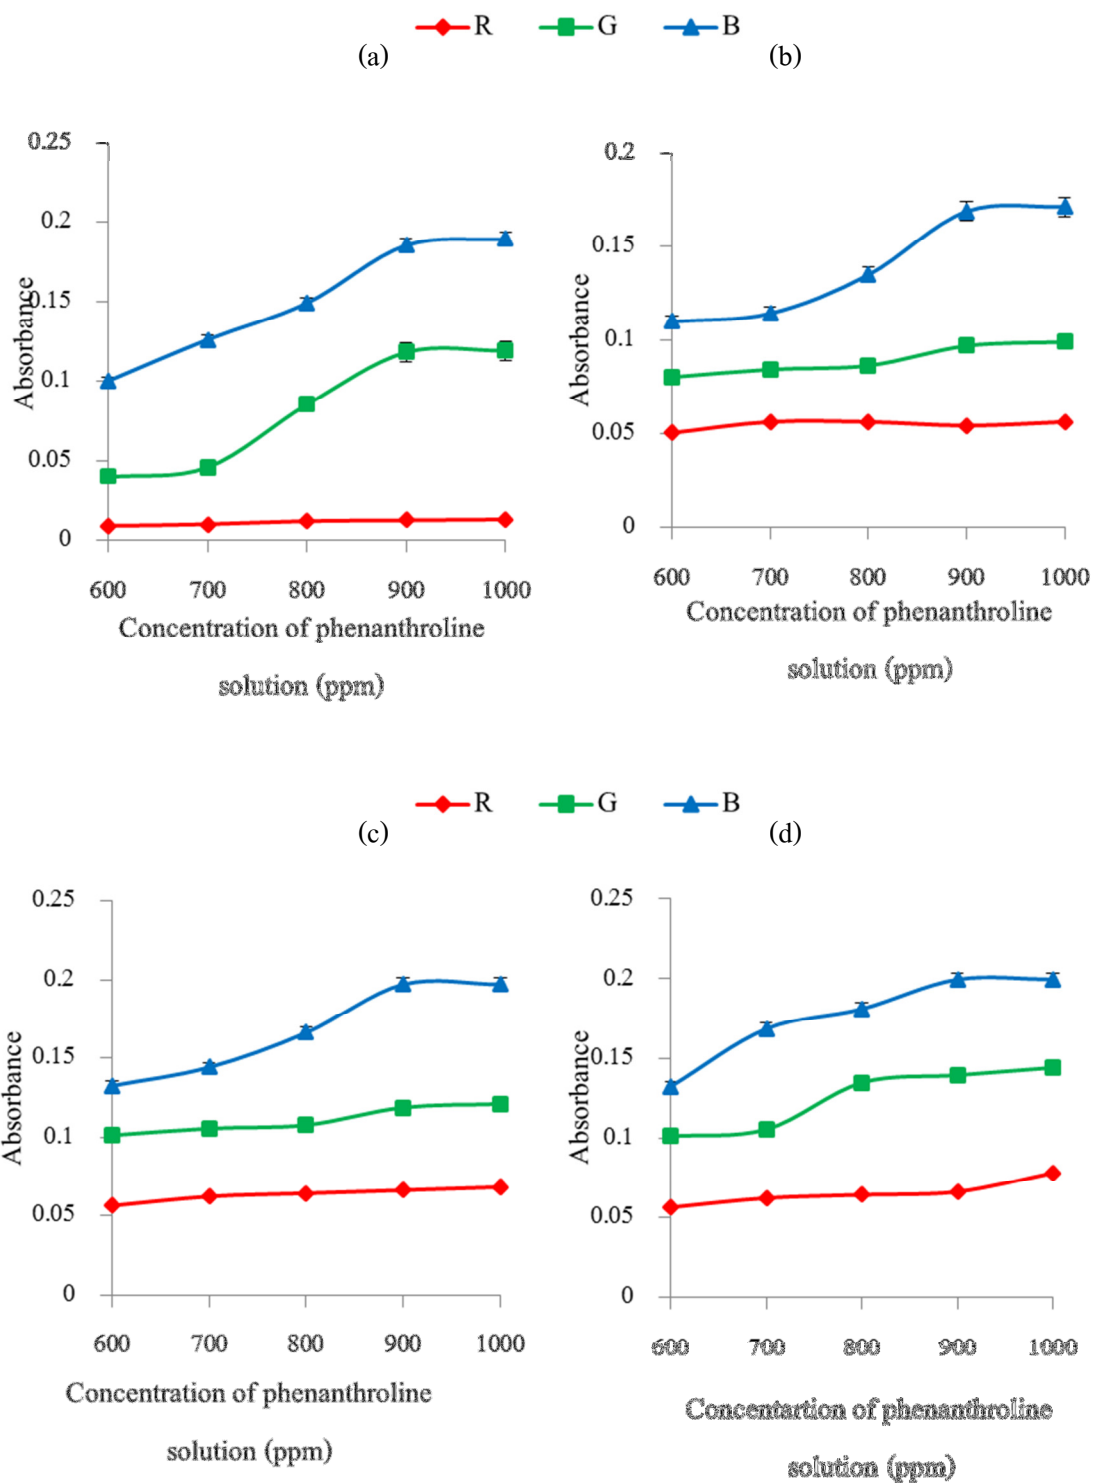 R G B
(a) (b)
0.25
0.2
0.15
0.1
0.05
0
Absorbance
600 700 800 900 1000
Concentration of phenanthroline
solution (ppm)
0.2
0.15
0.1
0.05
0
Absorbance
600 700 800 900 1000
Concentration of phenanthroline
solution (ppm)
R G B
(c) (d)
0.25
0.2
0.15
0.1
0.05
0
Absorbance
600 700 800 900 1000
Concentration of phenanthroline
solution (ppm)
0.25
0.2
0.15
0.1
0.05
0
Absorbance
600 700 800 900 1000
Concentartion of phenanthroline
solution (ppm)